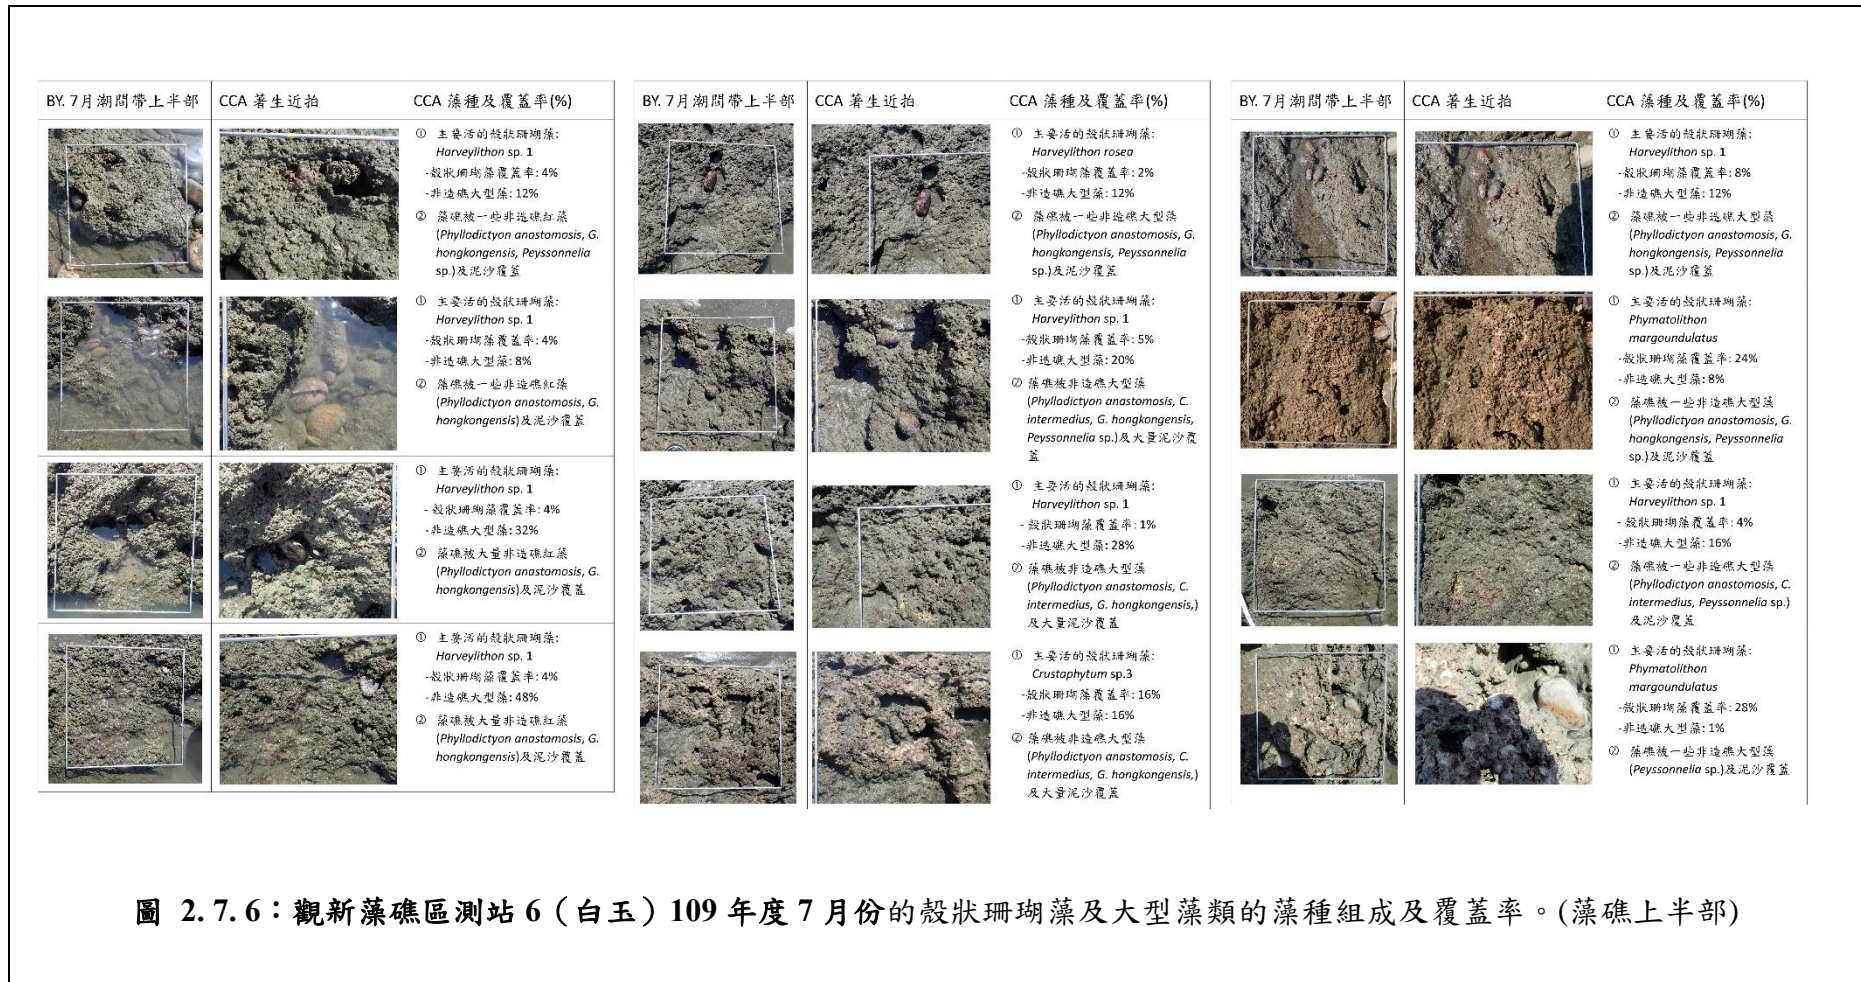 BY. 7月潮間帶上半部 CCA 著生近拍 CCA 藻種及覆蓋率(%)
① 主要活的殼狀珊瑚藻:
Harveylithon sp. 1
-殼狀珊瑚藻覆蓋率: 4%
-非造礁大型藻: 12%
② 藻礁被一些非造礁紅藻
(Phyllodictyon anastomosis, G.
hongkongensis, Peyssonnelia
sp.)及泥沙覆蓋
① 主要活的殼狀珊瑚藻:
Harveylithon sp. 1
-殼狀珊瑚藻覆蓋率: 4%
-非造礁大型藻: 8%
② 藻礁被一些非造礁紅藻
(Phyllodictyon anastomosis, G.
hongkongensis)及泥沙覆蓋
① 主要活的殼狀珊瑚藻:
Harveylithon sp. 1
- 殼狀珊瑚藻覆蓋率: 4%
-非造礁大型藻: 32%
② 藻礁被大量非造礁紅藻
(Phyllodictyon anastomosis, G.
hongkongensis)及泥沙覆蓋
① 主要活的殼狀珊瑚藻:
Harveylithon sp. 1
-殼狀珊瑚藻覆蓋率: 4%
-非造礁大型藻: 48%
② 藻礁被大量非造礁紅藻
(Phyllodictyon anastomosis, G.
hongkongensis)及泥沙覆蓋
BY. 7月潮間帶上半部 CCA 著生近拍 CCA 藻種及覆蓋率(%)
① 主要活的殼狀珊瑚藻:
Harveylithon rosea
-殼狀珊瑚藻覆蓋率: 2%
-非造礁大型藻: 12%
② 藻礁被一些非造礁大型藻
(Phyllodictyon anastomosis, G.
hongkongensis, Peyssonnelia
sp.)及泥沙覆蓋
① 主要活的殼狀珊瑚藻:
Harveylithon sp. 1
-殼狀珊瑚藻覆蓋率: 5%
-非造礁大型藻: 20%
② 藻礁被非造礁大型藻
(Phyllodictyon anastomosis, C.
intermedius, G. hongkongensis,
Peyssonnelia sp.)及大量泥沙覆
蓋
① 主要活的殼狀珊瑚藻:
Harveylithon sp. 1
- 殼狀珊瑚藻覆蓋率: 1%
-非造礁大型藻: 28%
② 藻礁被非造礁大型藻
(Phyllodictyon anastomosis, C.
intermedius, G. hongkongensis,)
及大量泥沙覆蓋
① 主要活的殼狀珊瑚藻:
Crustaphytum sp.3
-殼狀珊瑚藻覆蓋率: 16%
-非造礁大型藻: 16%
② 藻礁被非造礁大型藻
(Phyllodictyon anastomosis, C.
intermedius, G. hongkongensis,)
及大量泥沙覆蓋
BY. 7月潮間帶上半部 CCA 著生近拍 CCA 藻種及覆蓋率(%)
① 主要活的殼狀珊瑚藻:
Harveylithon sp. 1
-殼狀珊瑚藻覆蓋率: 8%
-非造礁大型藻: 12%
② 藻礁被一些非造礁大型藻
(Phyllodictyon anastomosis, G.
hongkongensis, Peyssonnelia
sp.)及泥沙覆蓋
① 主要活的殼狀珊瑚藻:
Phymatolithon
margoundulatus
-殼狀珊瑚藻覆蓋率: 24%
-非造礁大型藻: 8%
② 藻礁被一些非造礁大型藻
(Phyllodictyon anastomosis, G.
hongkongensis, Peyssonnelia
sp.)及泥沙覆蓋
① 主要活的殼狀珊瑚藻:
Harveylithon sp. 1
- 殼狀珊瑚藻覆蓋率: 4%
-非造礁大型藻: 16%
② 藻礁被一些非造礁大型藻
(Phyllodictyon anastomosis, C.
intermedius, Peyssonnelia sp.)
及泥沙覆蓋
① 主要活的殼狀珊瑚藻:
Phymatolithon
margoundulatus
-殼狀珊瑚藻覆蓋率: 28%
-非造礁大型藻: 1%
② 藻礁被一些非造礁大型藻
(Peyssonnelia sp.)及泥沙覆蓋
圖 2.7.6：觀新藻礁區測站 6（白玉）109 年度 7 月份的殼狀珊瑚藻及大型藻類的藻種組成及覆蓋率。(藻礁上半部)